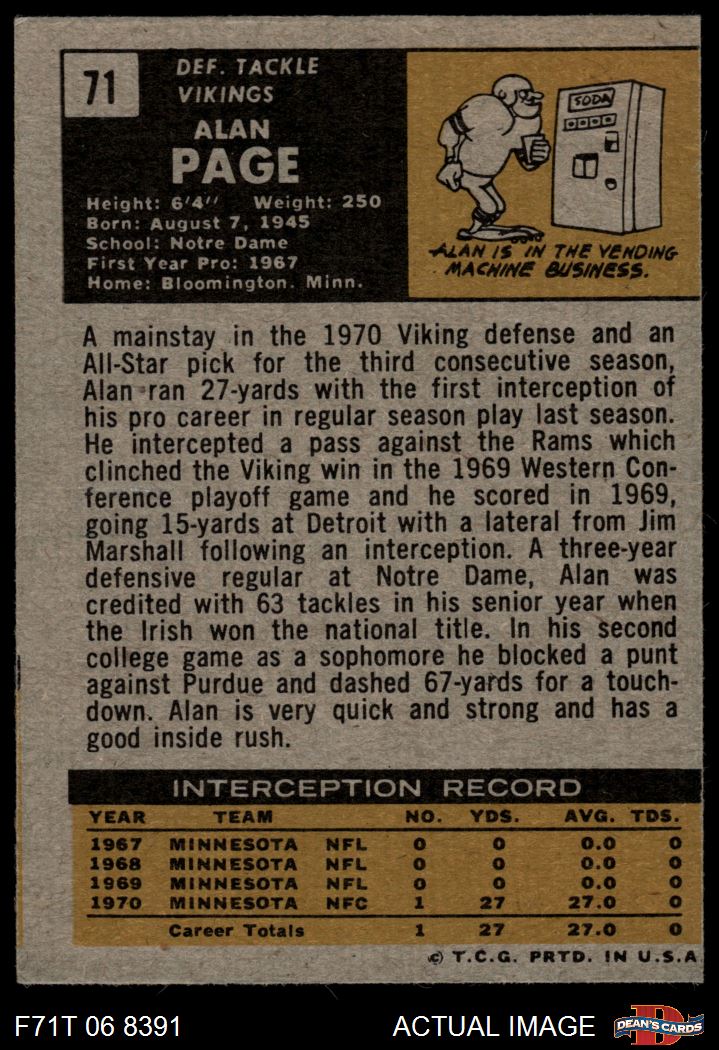 71
DEF. TACKLE
VIKINGS
ALAN
PAGE
Height: 6'4'' Weight: 250
Born: August 7, 1945
School: Notre Dame
First Year Pro: 1967
Home: Bloomington. Minn.
SODA
ALAN IS IN THE VENDING
MACHINE BUSINESS.
A mainstay in the 1970 Viking defense and an
All-Star pick for the third consecutive season,
Alan ran 27-yards with the first interception of
his pro career in regular season play last season.
He intercepted a pass against the Rams which
clinched the Viking win in the 1969 Western Con-
ference playoff game and he scored in 1969,
going 15-yards at Detroit with a lateral from Jim
Marshall following an interception. A three-year
defensive regular at Notre Dame, Alan was
credited with 63 tackles in his senior year when
the Irish won the national title. In his second
college game as a sophomore he blocked a punt
against Purdue and dashed 67-yards for a touch-
down. Alan is very quick and strong and has a
good inside rush.
INTERCEPTION RECORD
YEAR TEAM NO. YDS. AVG. TDS.
1967 MINNESOTA NFL 0 0 0.0 0
1968 MINNESOTA NFL 0 0 0.0 0
1969 MINNESOTA NFL 0 0 0.0 0
1970 MINNESOTA NFC 1 27 27.0 0
Career Totals 1 27 27.0 0
© T.C.G. PRTD. IN U.S.A
F71T 06 8391 ACTUAL IMAGE D DEAN'S CARDS